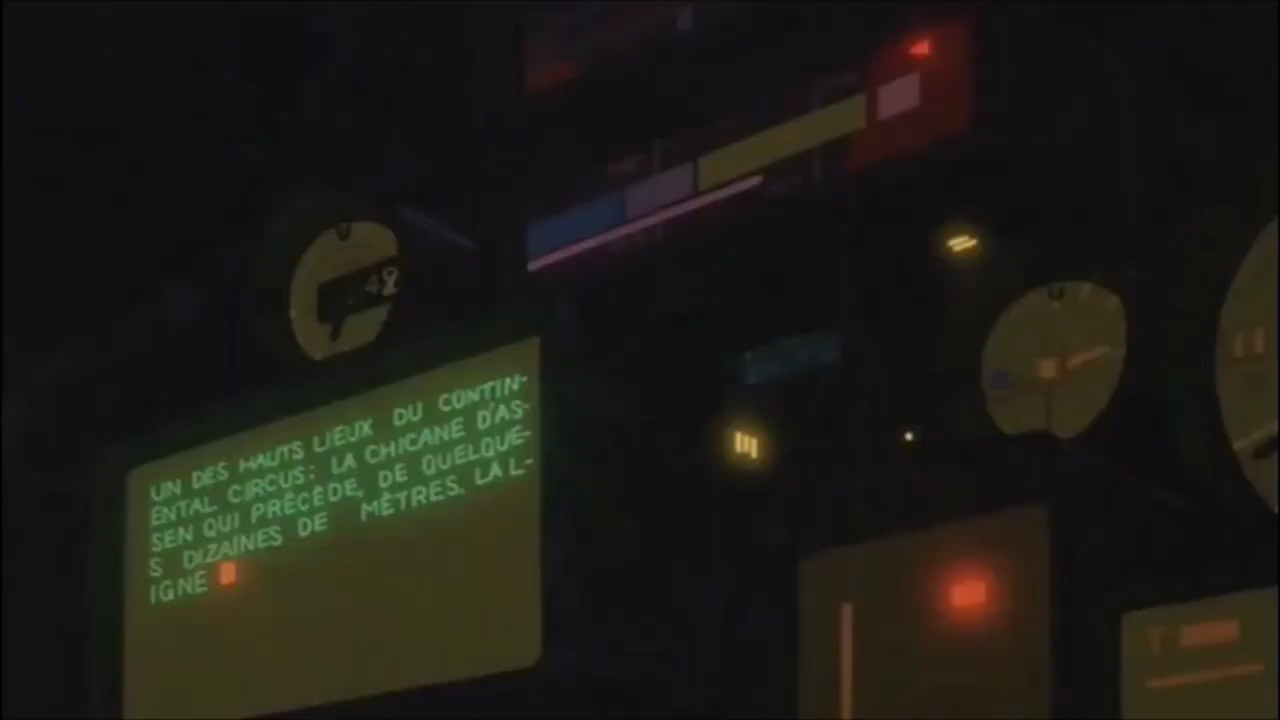 UN DES HAUTS LIEUX DU CONTIN-
ENTAL CIRCUS: LA CHICANE D'AS-
SEN QUI PRÉCÈDE, DE QUELQUE-
S DIZAINES DE MÈTRES, LA L-
IGNE